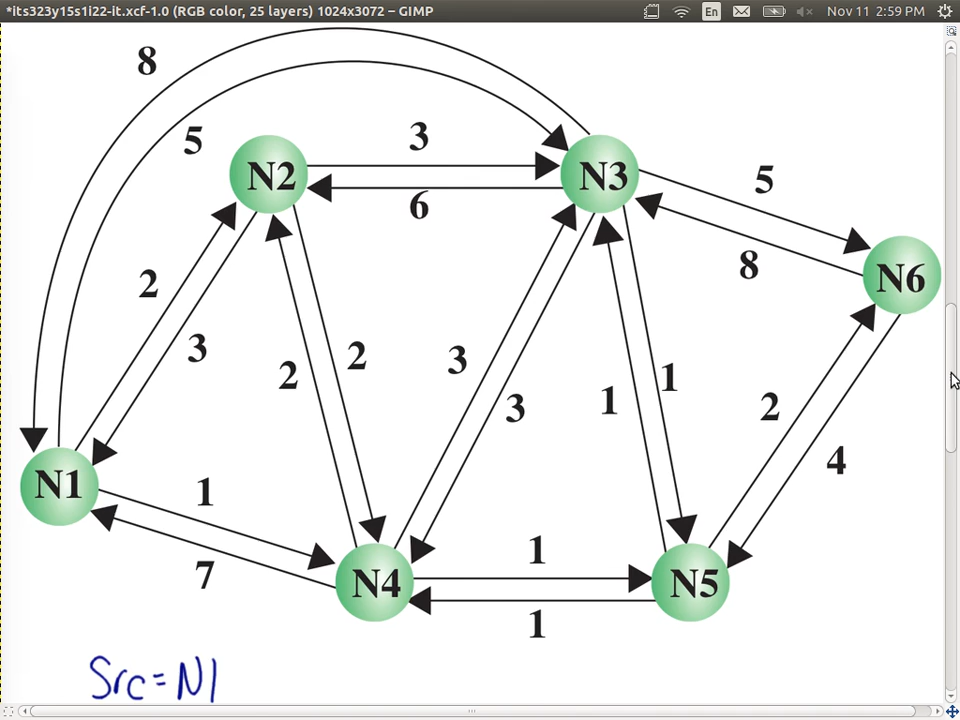 *its323y15s1i22-it.xcf-1.0 (RGB color, 25 layers) 1024x3072 – GIMP
En
Nov 11 2:59 PM
8
5
3
N2
N3
6
5
8
N6
2
3
2
2
3
3
1
1
2
4
N1
1
7
N4
1
1
N5
Src = N1